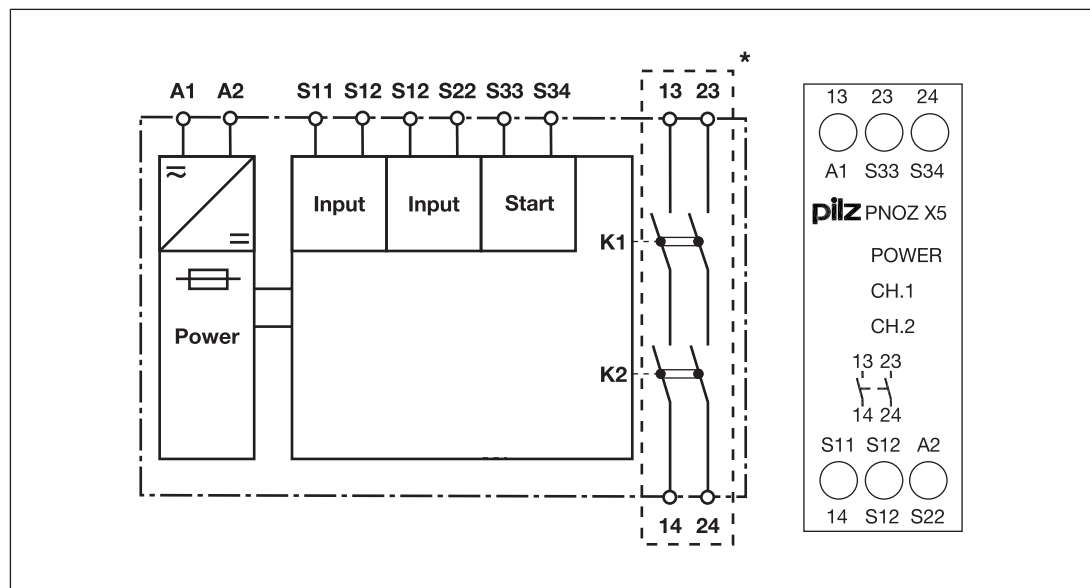 *
A1 A2 S11 S12 S12 S22 S33 S34 13 23
Input Input Start
K1
Power
K2
14 24
13 23 24
A1 S33 S34
pilz PNOZ X5
POWER
CH.1
CH.2
13 23
14 24
S11 S12 A2
14 S12 S22